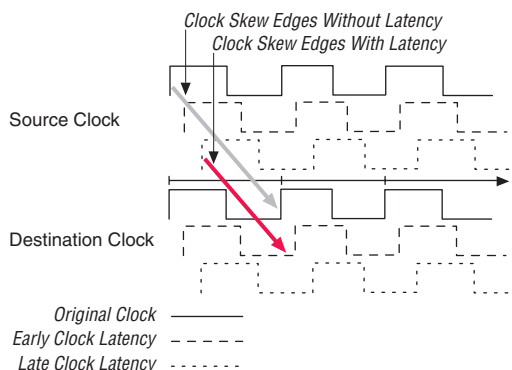 Clock Skew Edges Without Latency
Clock Skew Edges With Latency
Source Clock
Destination Clock
Original Clock
Early Clock Latency
Late Clock Latency